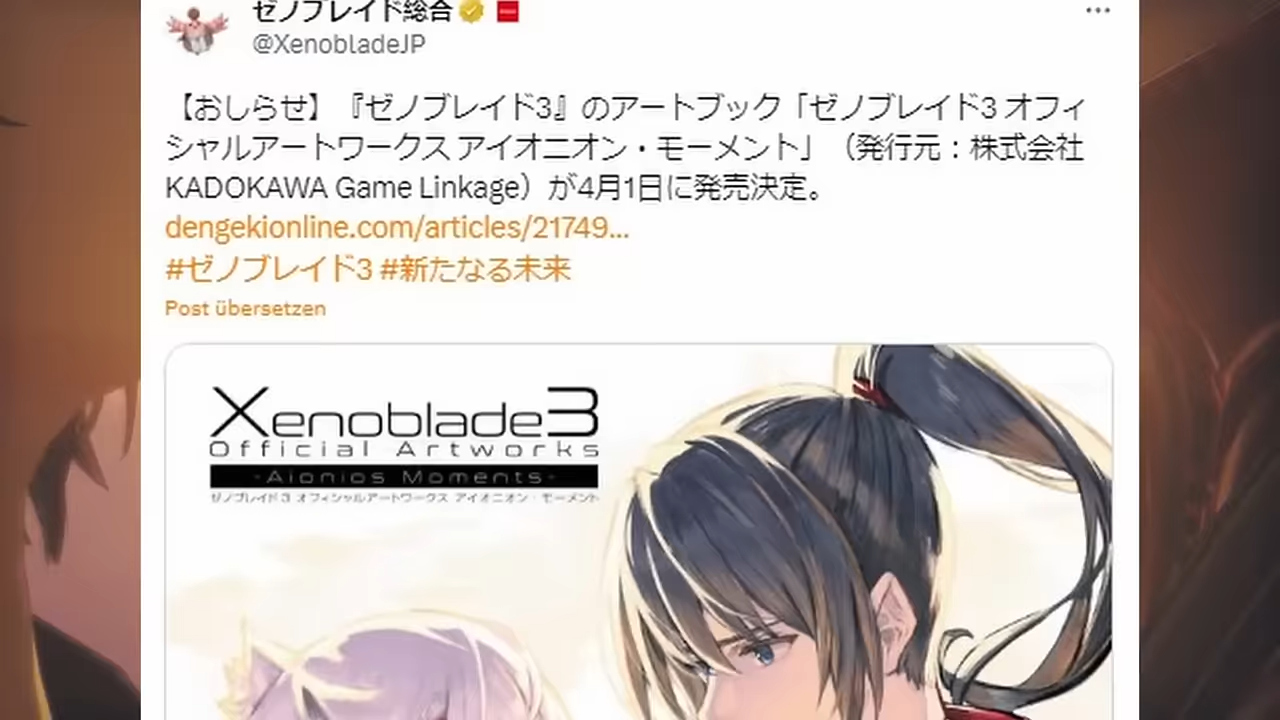 ゼノブレイド総合
@XenobladeJP
【おしらせ】『ゼノブレイド3』のアートブック「ゼノブレイド3 オフィ
シャルアートワークス アイオニオン・モーメント」（発行元：株式会社
KADOKAWA Game Linkage）が4月1日に発売決定。
dengekionline.com/articles/21749...
#ゼノブレイド3 #新たなる未来
Post übersetzen
Xenoblade3
Official Artworks
-Aionios Moments-
ゼノブレイド3 オフィシャルアートワークス アイオニオン・モーメント